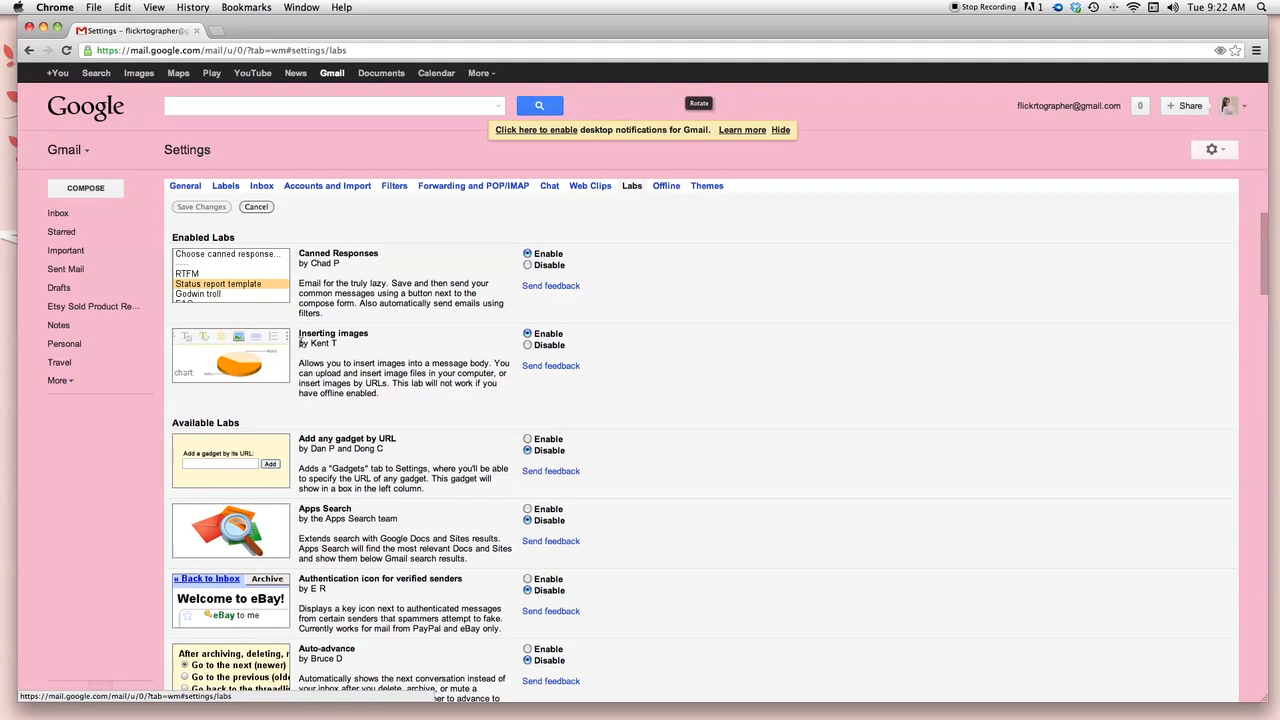 Chrome File Edit View History Bookmarks Window Help Stop Recording 1 Tue 9:22 AM
Settings – flickrtographer@g
https://mail.google.com/mail/u/0/?tab=wm#settings/labs
+You Search Images Maps Play YouTube News Gmail Documents Calendar More
Google Rotate flickrtographer@gmail.com 0 + Share
Click here to enable desktop notifications for Gmail. Learn more Hide
Gmail Settings
General Labels Inbox Accounts and Import Filters Forwarding and POP/IMAP Chat Web Clips Labs Offline Themes
COMPOSE
Save Changes Cancel
Inbox
Starred
Important
Sent Mail
Drafts
Etsy Sold Product Re...
Notes
Personal
Travel
More
Enabled Labs
Choose canned response...
RTFM
Status report template
Godwin troll
Canned Responses
by Chad P
Email for the truly lazy. Save and then send your
common messages using a button next to the
compose form. Also automatically send emails using
filters.
Enable
Disable
Send feedback
chart:
Inserting images
by Kent T
Allows you to insert images into a message body. You
can upload and insert image files in your computer, or
insert images by URLs. This lab will not work if you
have offline enabled.
Enable
Disable
Send feedback
Available Labs
Add a gadget by its URL:
Add
Add any gadget by URL
by Dan P and Dong C
Adds a "Gadgets" tab to Settings, where you'll be able
to specify the URL of any gadget. This gadget will
show in a box in the left column.
Enable
Disable
Send feedback
Apps Search
by the Apps Search team
Extends search with Google Docs and Sites results.
Apps Search will find the most relevant Docs and Sites
and show them below Gmail search results.
Enable
Disable
Send feedback
« Back to Inbox Archive
Welcome to eBay!
eBay to me
Authentication icon for verified senders
by E R
Displays a key icon next to authenticated messages
from certain senders that spammers attempt to fake.
Currently works for mail from PayPal and eBay only.
Enable
Disable
Send feedback
After archiving, deleting,
Go to the next (newer)
Go to the previous (olde
Go back to the threadli
Auto-advance
by Bruce D
Automatically shows the next conversation instead of
your inbox after you delete, archive, or mute a
er to advance to
Enable
Disable
Send feedback
https://mail.google.com/mail/u/0/?tab=wm#settings/labs